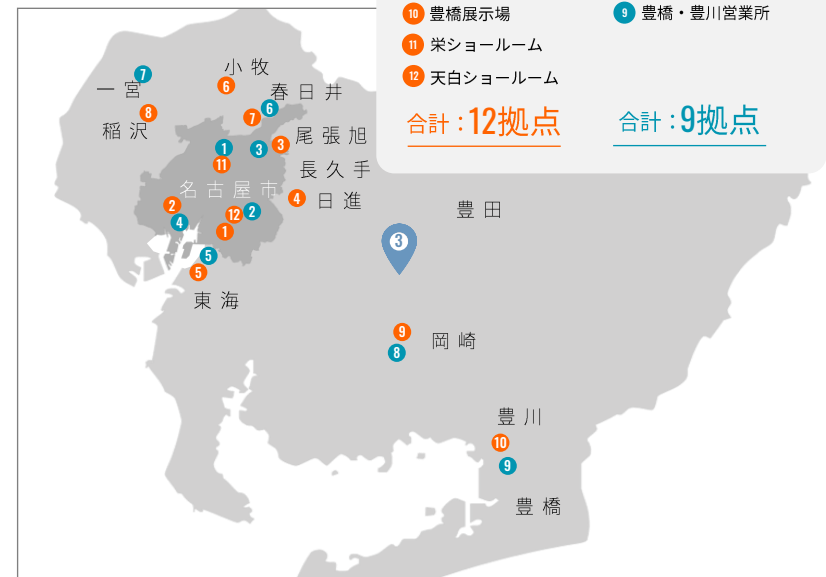 10 豊橋展示場
9 豊橋・豊川営業所
11 栄ショールーム
12 天白ショールーム
合計：12拠点
合計：9拠点
小 牧
7
一 宮
6
春 日 井
6
8
7
稲 沢
尾 張 旭
1
3
3
11
長 久 手
名 古 屋 市
4
日 進
2
12
2
豊 田
4
1
3
5
5
東 海
9
岡 崎
8
豊 川
10
9
豊 橋